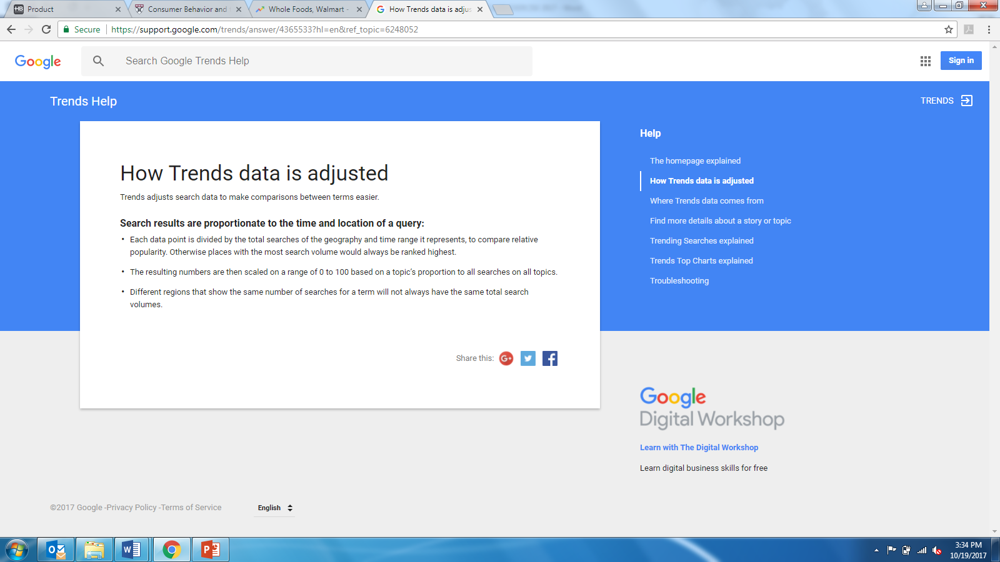 HB Product
Consumer Behavior and
Whole Foods, Walmart -
How Trends data is adjus
Secure
https://support.google.com/trends/answer/4365533?hl=en&ref_topic=6248052
Google
Search Google Trends Help
Sign in
Trends Help
TRENDS
How Trends data is adjusted
Trends adjusts search data to make comparisons between terms easier.
Search results are proportionate to the time and location of a query:
• Each data point is divided by the total searches of the geography and time range it represents, to compare relative
popularity. Otherwise places with the most search volume would always be ranked highest.
• The resulting numbers are then scaled on a range of 0 to 100 based on a topic's proportion to all searches on all topics.
• Different regions that show the same number of searches for a term will not always have the same total search
volumes.
Share this:
Help
The homepage explained
How Trends data is adjusted
Where Trends data comes from
Find more details about a story or topic
Trending Searches explained
Trends Top Charts explained
Troubleshooting
Google
Digital Workshop
Learn with The Digital Workshop
Learn digital business skills for free
©2017 Google -Privacy Policy -Terms of Service
English
3:34 PM
10/19/2017